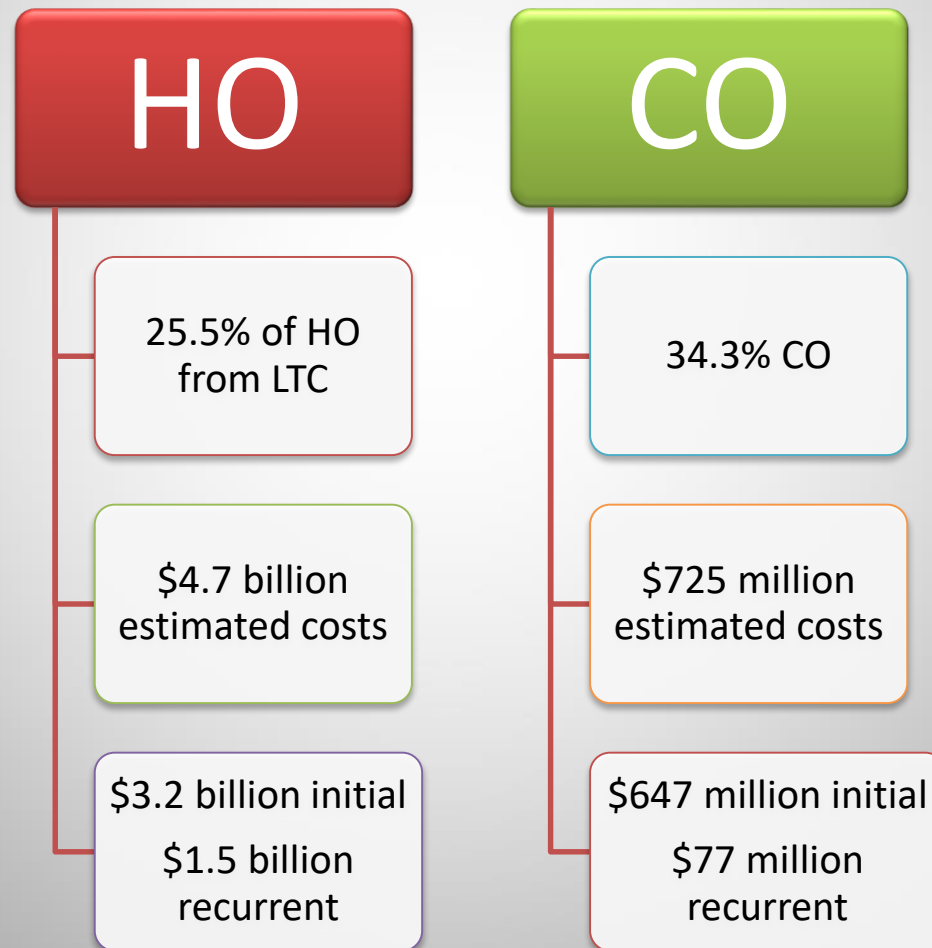 HO
25.5% of HO
from LTC
$4.7 billion
estimated costs
$3.2 billion initial
$1.5 billion
recurrent
CO
34.3% CO
$725 million
estimated costs
$647 million initial
$77 million
recurrent